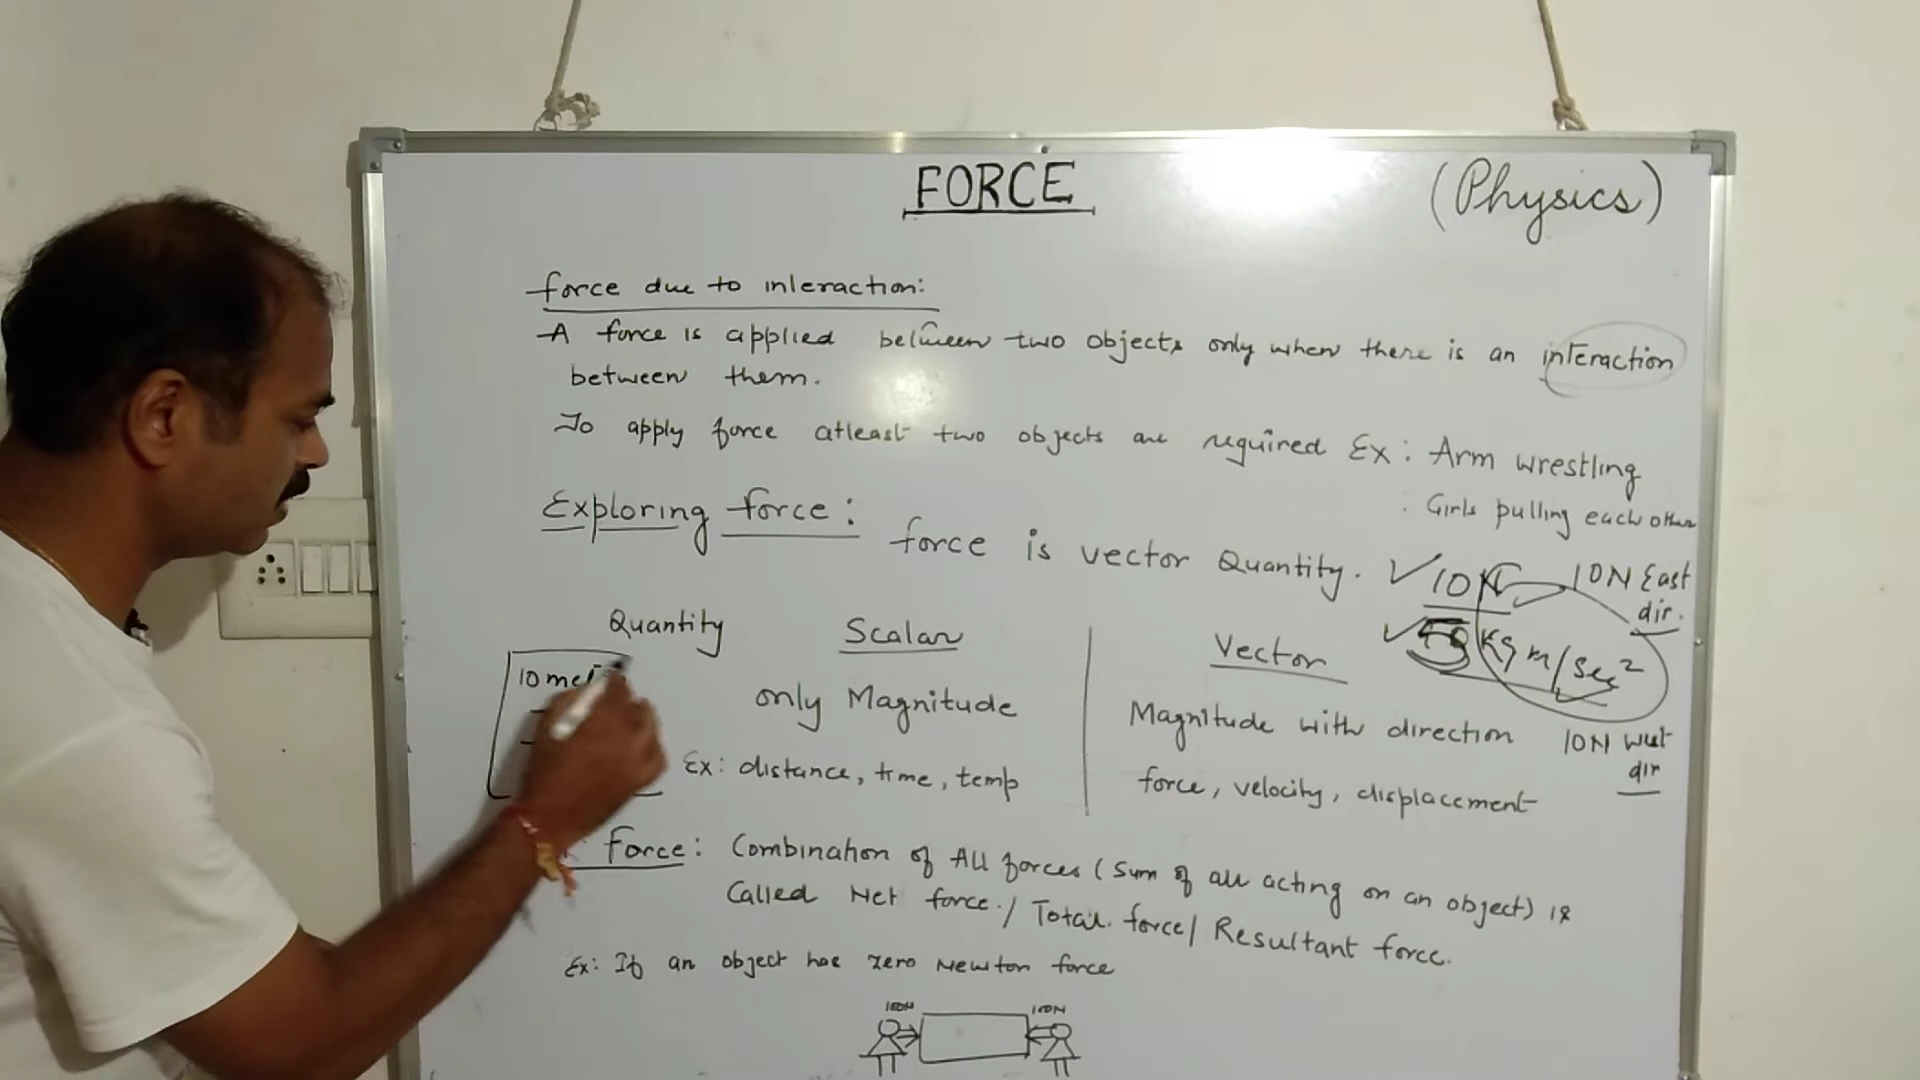 FORCE
(Physics)
force due to interaction:
A force is applied between two objects only when there is an interaction
between them.
To apply force atleast two objects are required Ex: Arm wrestling
: Girls pulling each other
Exploring force:
force is vector Quantity. ✓ 10 N
10N East
dir.
✓ kg m/sec²
10N west
dir
Quantity
Scalar
Vector
10
only Magnitude
Magnitude with direction
Ex: distance, time, temp
force, velocity, displacement
Force: Combination of All forces (sum of all acting on an object) is
Called Net force / Total force / Resultant force.
Ex: If an object has zero Newton force
100N
100N